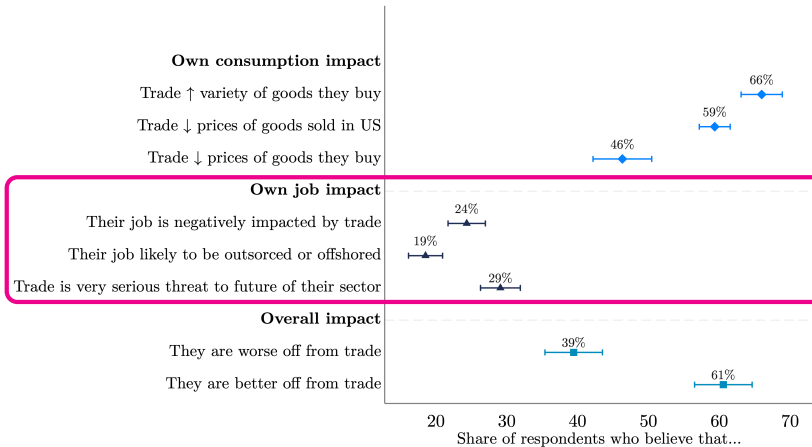 Own consumption impact
Trade ↑ variety of goods they buy 66%
Trade ↓ prices of goods sold in US 59%
Trade ↓ prices of goods they buy 46%
Own job impact
Their job is negatively impacted by trade 24%
Their job likely to be outsorced or offshored 19%
Trade is very serious threat to future of their sector 29%
Overall impact
They are worse off from trade 39%
They are better off from trade 61%
20 30 40 50 60 70
Share of respondents who believe that...